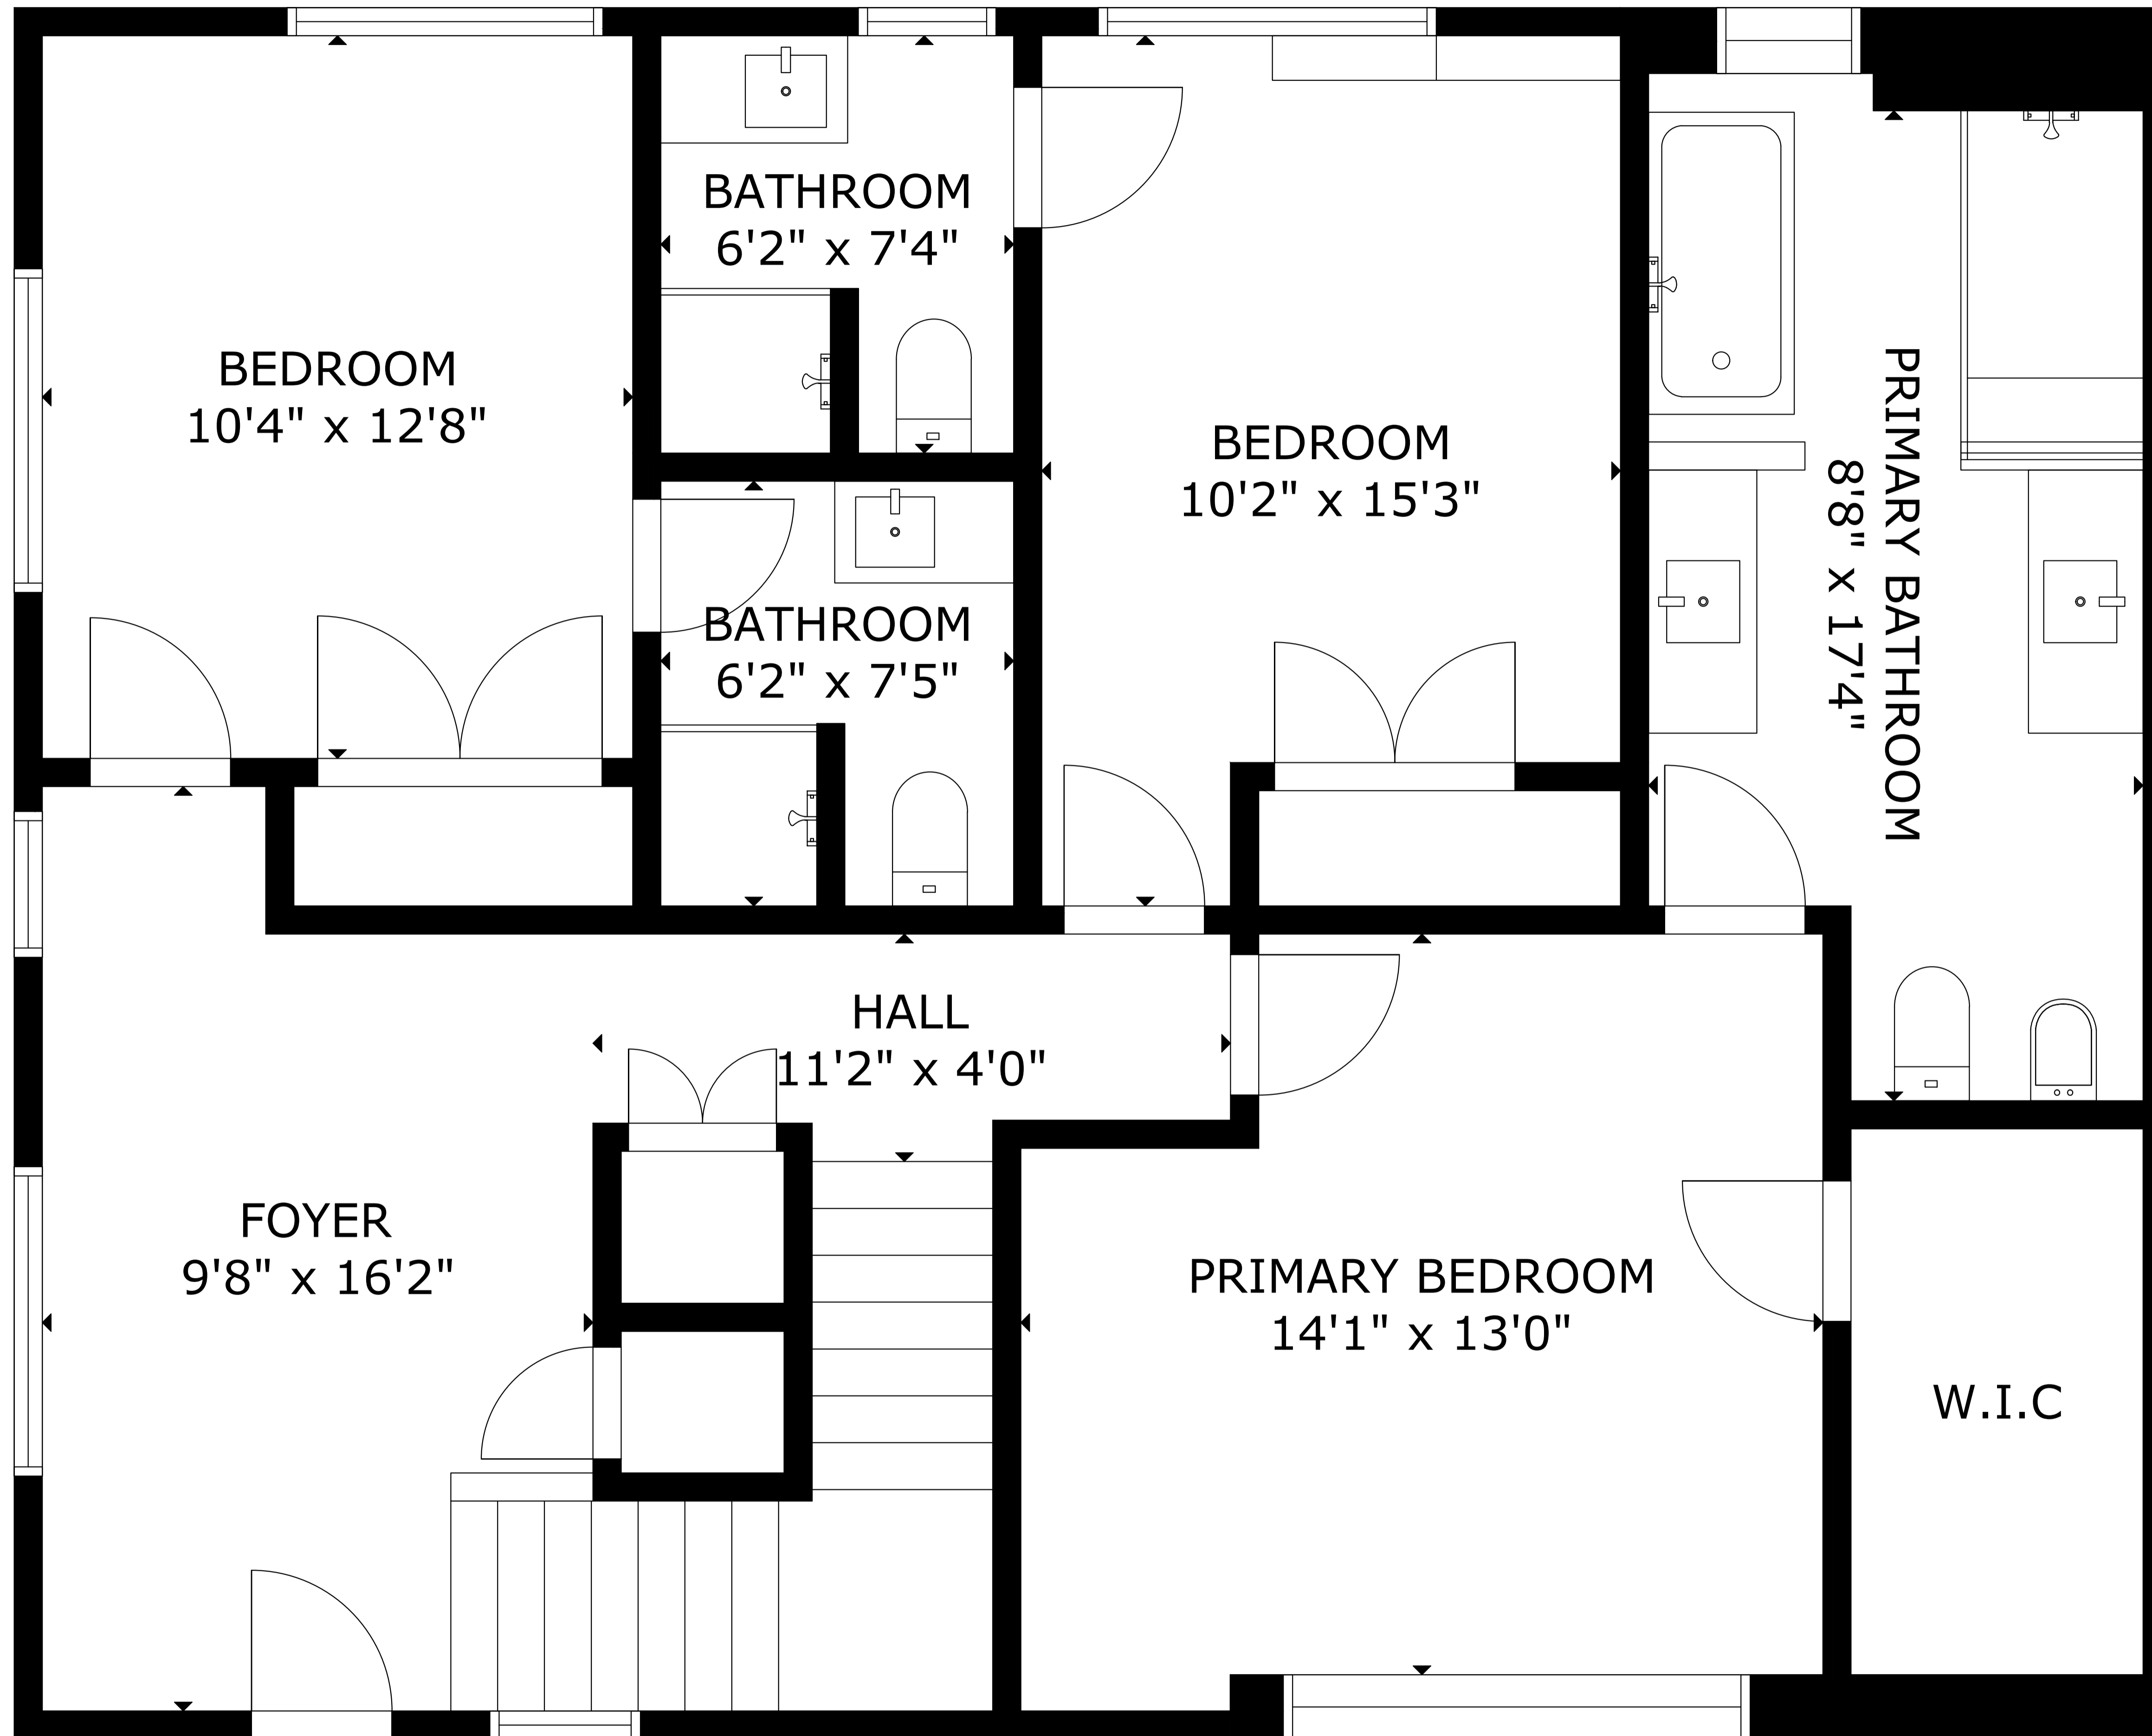 BATHROOM
6'2" x 7'4"
BEDROOM
10'4" x 12'8"
BEDROOM
10'2" x 15'3"
PRIMARY BATHROOM
8'8" x 17'4"
BATHROOM
6'2" x 7'5"
HALL
11'2" x 4'0"
FOYER
9'8" x 16'2"
PRIMARY BEDROOM
14'1" x 13'0"
W.I.C